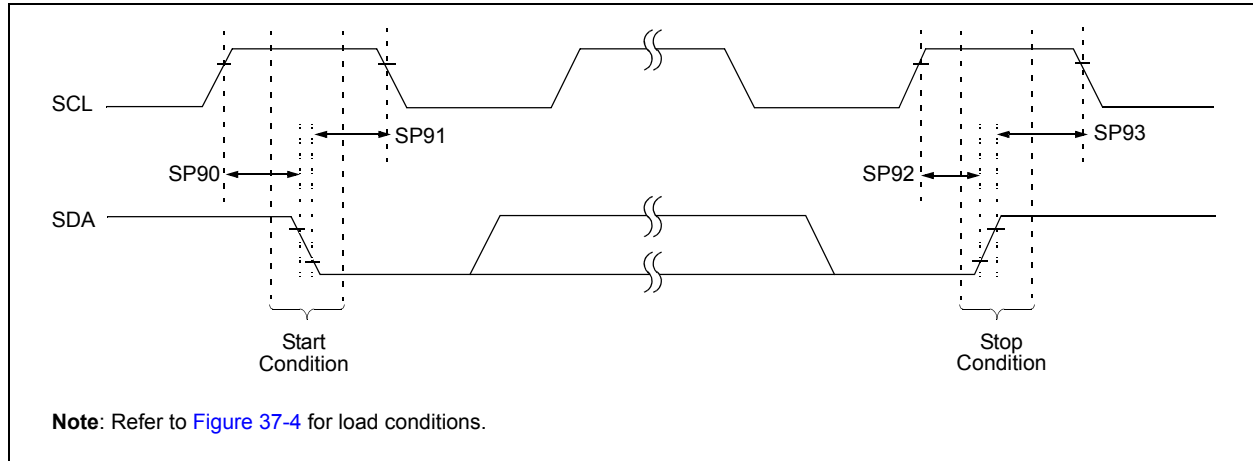 SCL
SP91
SP93
SP90
SP92
SDA
Start
Condition
Stop
Condition
Note: Refer to Figure 37-4 for load conditions.